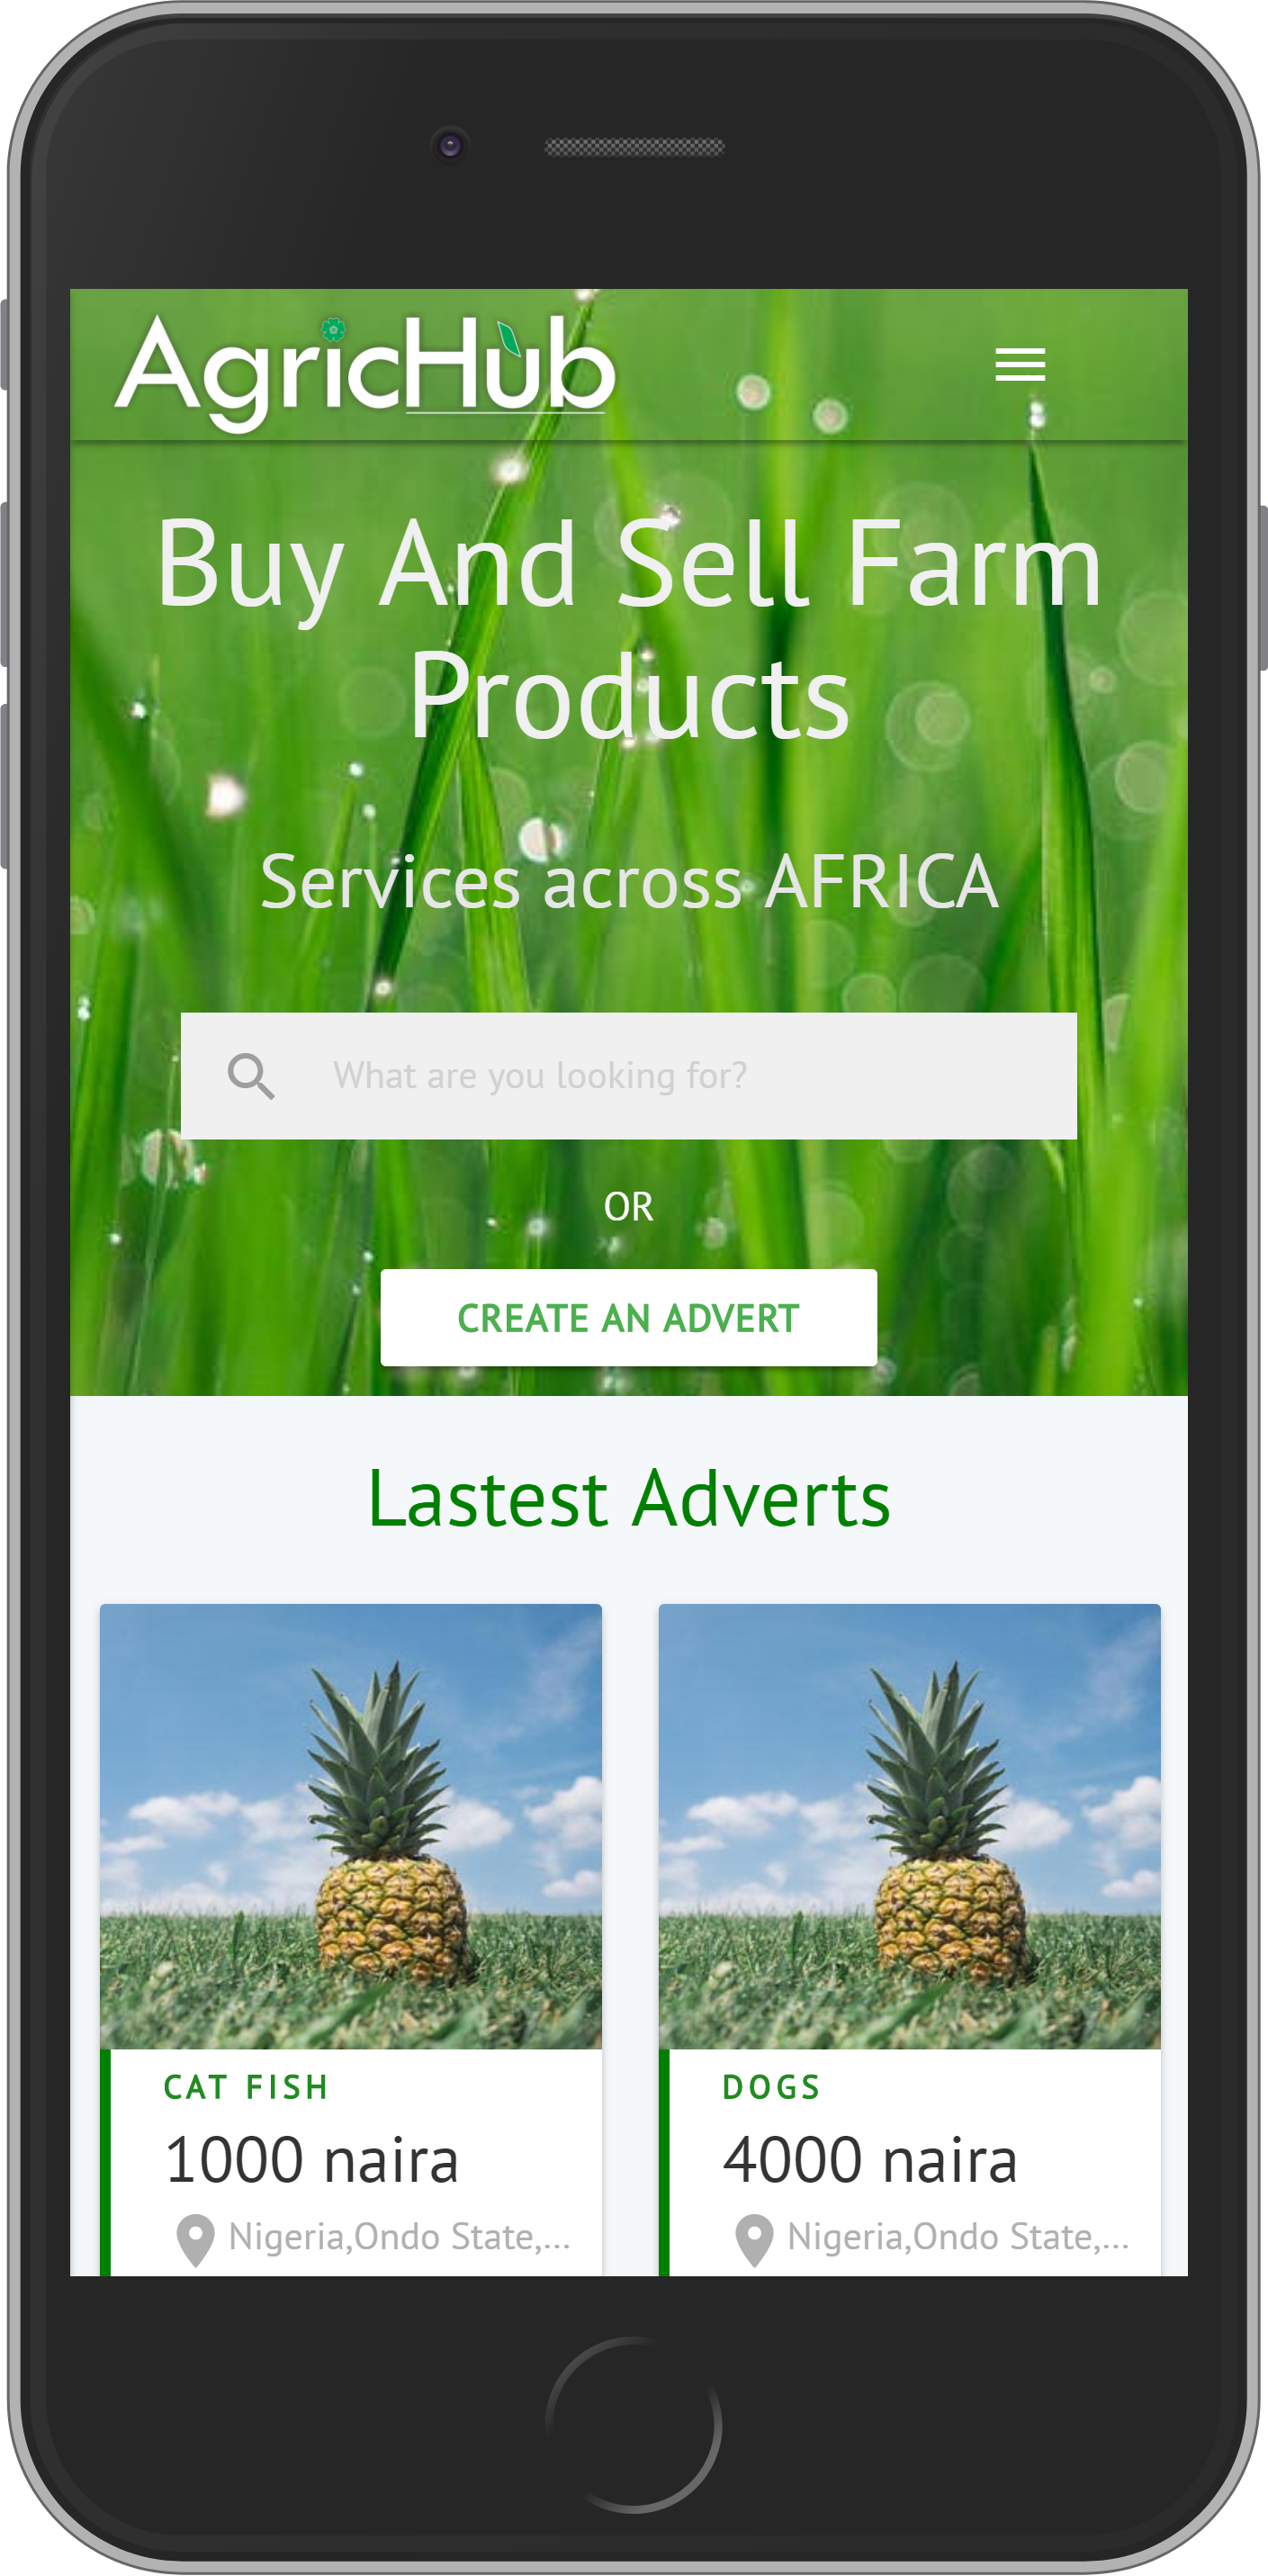 AgricHub
Buy And Sell Farm
Products
Services across AFRICA
What are you looking for?
OR
CREATE AN ADVERT
Lastest Adverts
CAT FISH
1000 naira
Nigeria,Ondo State,...
DOGS
4000 naira
Nigeria,Ondo State,...